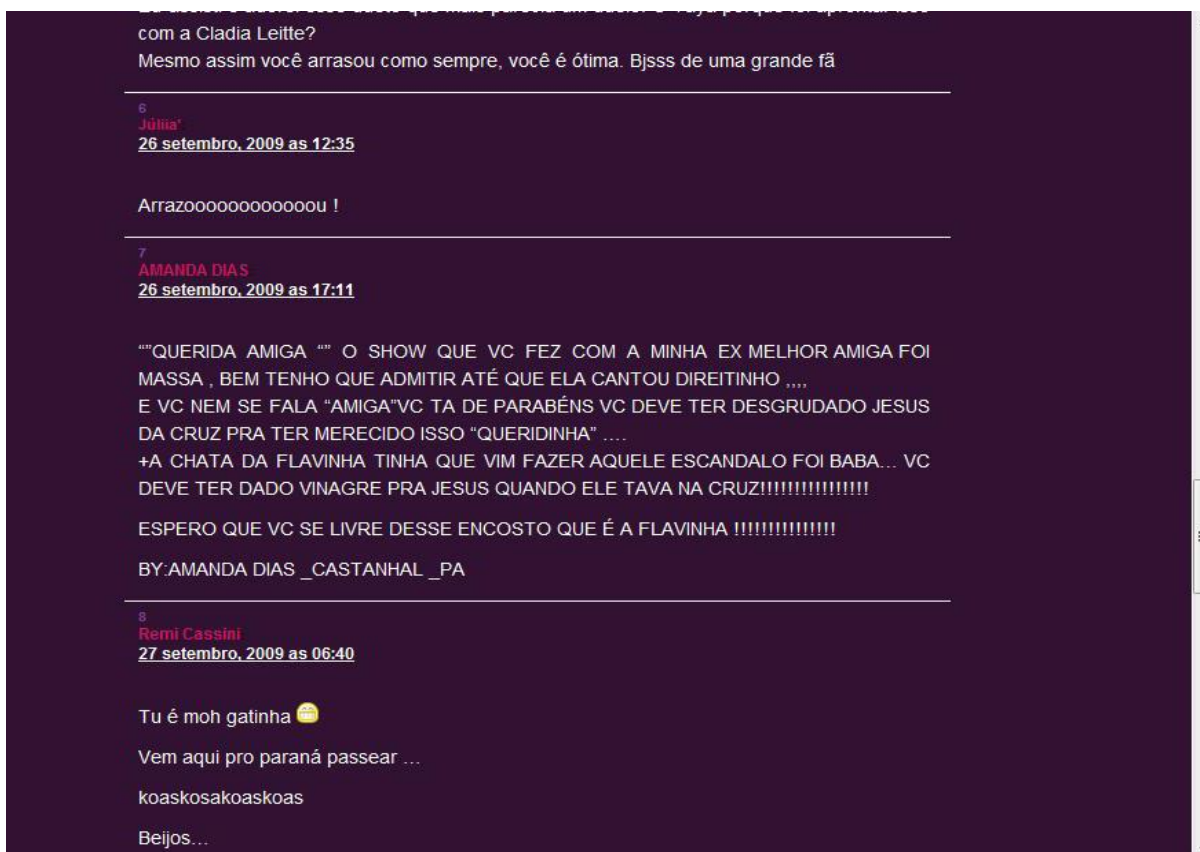 com a Cladia Leitte?
Mesmo assim você arrasou como sempre, você é ótima. Bjsss de uma grande fã
6
Júliia'
26 setembro, 2009 as 12:35
Arrazoooooooooooou !
7
AMANDA DIAS
26 setembro, 2009 as 17:11
“”QUERIDA AMIGA “” O SHOW QUE VC FEZ COM A MINHA EX MELHOR AMIGA FOI
MASSA , BEM TENHO QUE ADMITIR ATÉ QUE ELA CANTOU DIREITINHO ,,,,
E VC NEM SE FALA “AMIGA”VC TA DE PARABÉNS VC DEVE TER DESGRUDADO JESUS
DA CRUZ PRA TER MERECIDO ISSO “QUERIDINHA” ….
+A CHATA DA FLAVINHA TINHA QUE VIM FAZER AQUELE ESCANDALO FOI BABA… VC
DEVE TER DADO VINAGRE PRA JESUS QUANDO ELE TAVA NA CRUZ!!!!!!!!!!!!!!!!
ESPERO QUE VC SE LIVRE DESSE ENCOSTO QUE É A FLAVINHA !!!!!!!!!!!!!!!
BY:AMANDA DIAS _CASTANHAL _PA
8
Remi Cassini
27 setembro, 2009 as 06:40
Tu é moh gatinha
Vem aqui pro paraná passear …
koaskosakoaskoas
Beijos…